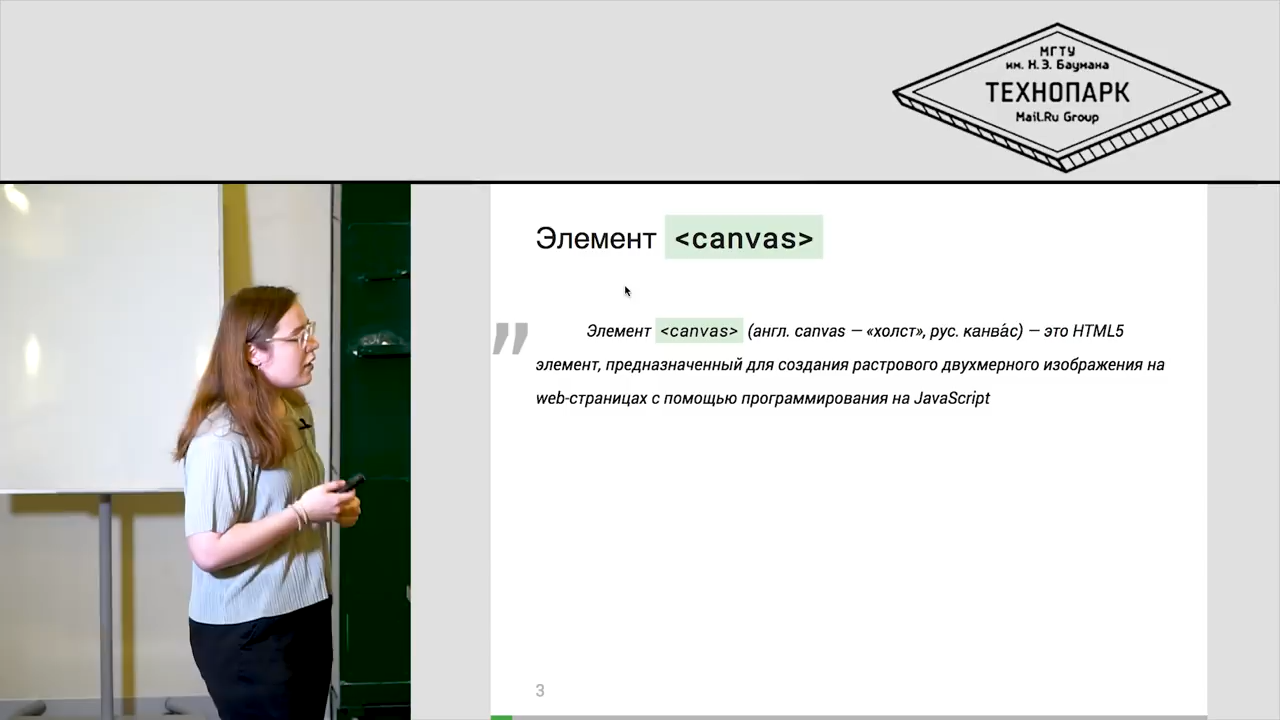 МГТУ
им. Н.Э. Баумана
ТЕХНОПАРК
Mail.Ru Group
Элемент <canvas>
" Элемент <canvas> (англ. canvas — «холст», рус. канва́с) — это HTML5
элемент, предназначенный для создания растрового двухмерного изображения на
web-страницах с помощью программирования на JavaScript
3